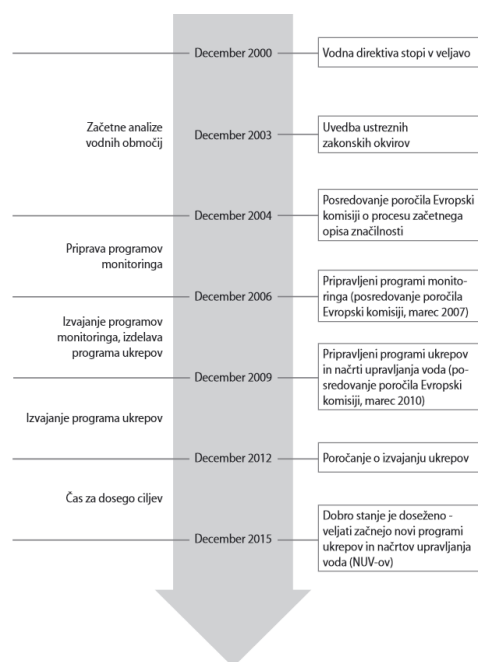 December 2000
Vodna direktiva stopi v veljavo
Začetne analize
vodnih območij
December 2003
Uvedba ustreznih
zakonskih okvirov
December 2004
Posredovanje poročila Evropski
komisiji o procesu začetnega
opisa značilnosti
Priprava programov
monitoringa
December 2006
Pripravljeni programi monito-
ringa (posredovanje poročila
Evropski komisiji, marec 2007)
Izvajanje programov
monitoringa, izdelava
programa ukrepov
December 2009
Pripravljeni programi ukrepov
in načrti upravljanja voda (po-
sredovanje poročila Evropski
komisiji, marec 2010)
Izvajanje programa ukrepov
December 2012
Poročanje o izvajanju ukrepov
Čas za dosego ciljev
December 2015
Dobro stanje je doseženo -
veljati začnejo novi programi
ukrepov in načrtov upravljanja
voda (NUV-ov)